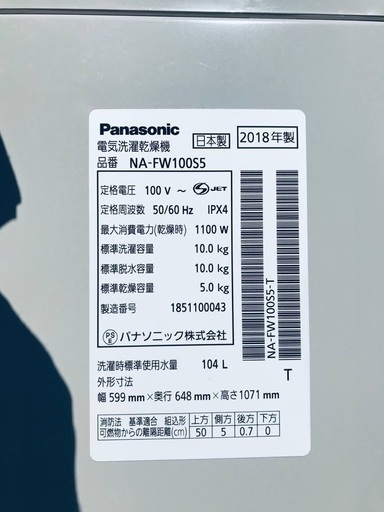 Panasonic
電気洗濯乾燥機
日本製
2018年製
品番 NA-FW100S5
定格電圧 100 V ～ S JET
定格周波数 50/60 Hz IPX4
最大消費電力(乾燥時) 1100 W
標準洗濯容量 10.0 kg
標準脱水容量 10.0 kg
標準乾燥容量 5.0 kg
製造番号 1851100043
PSE パナソニック株式会社
NA-FW100S5-T
洗濯時標準使用水量 104 L
外形寸法 T
幅 599 mm×奥行 648 mm×高さ1071 mm
消防法 基準適合 組込形 上方 側方 後方 下方
可燃物からの離隔距離(cm) 50 5 0.7 0